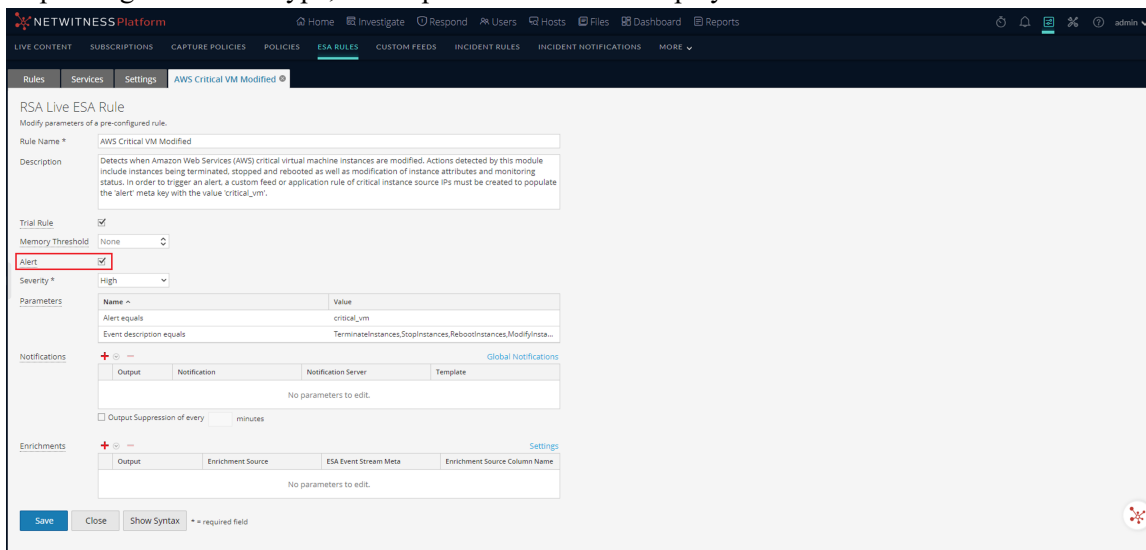 NETWITNESS Platform Home Investigate Respond Users Hosts Files Dashboard Reports admin
LIVE CONTENT SUBSCRIPTIONS CAPTURE POLICIES POLICIES ESA RULES CUSTOM FEEDS INCIDENT RULES INCIDENT NOTIFICATIONS MORE
Rules Services Settings AWS Critical VM Modified
RSA Live ESA Rule
Modify parameters of a pre-configured rule.
Rule Name * AWS Critical VM Modified
Description Detects when Amazon Web Services (AWS) critical virtual machine instances are modified. Actions detected by this module
include instances being terminated, stopped and rebooted as well as modification of instance attributes and monitoring
status. In order to trigger an alert, a custom feed or application rule of critical instance source IPs must be created to populate
the 'alert' meta key with the value 'critical_vm'.
Trial Rule
Memory Threshold None
Alert
Severity * High
Parameters Name Value
Alert equals critical_vm
Event description equals TerminateInstances,StopInstances,RebootInstances,ModifyInsta...
Notifications Global Notifications
Output Notification Notification Server Template
No parameters to edit.
Output Suppression of every minutes
Enrichments Settings
Output Enrichment Source ESA Event Stream Meta Enrichment Source Column Name
No parameters to edit.
Save Close Show Syntax * = required field